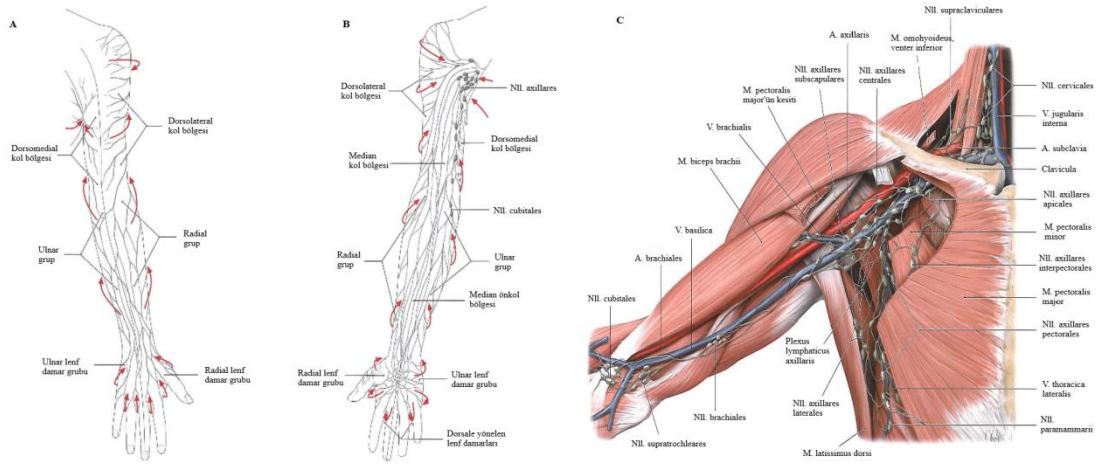 A
Dorsolateral
kol bölgesi
Dorsomedial
kol bölgesi
Ulnar
grup
Radial
grup
Ulnar lenf
damar grubu
Radial lenf
damar grubu
B
Dorsolateral
kol bölgesi
Nll. axillares
Dorsomedial
kol bölgesi
Median
kol bölgesi
Nll. cubitales
Radial
grup
Ulnar
grup
Median önkol
bölgesi
Radial lenf
damar grubu
Ulnar lenf
damar grubu
Dorsale yönelen
lenf damarları
C
Nll. supraclaviculares
A. axillaris
M. omohyoideus,
venter inferior
Nll. axillares
subscapulares
Nll. axillares
centrales
M. pectoralis
major'ün kesiti
V. brachialis
M. biceps brachii
V. basilica
A. brachiales
Nll. cubitales
Nll. cervicales
V. jugularis
interna
A. subclavia
Clavicula
Nll. axillares
apicales
M. pectoralis
minor
Nll. axillares
interpectorales
M. pectoralis
major
Nll. axillares
pectorales
V. thoracica
lateralis
Nll.
paramammarii
Plexus
lymphaticus
axillaris
Nll. axillares
laterales
Nll. brachiales
Nll. supratrochleares
M. latissimus dorsi